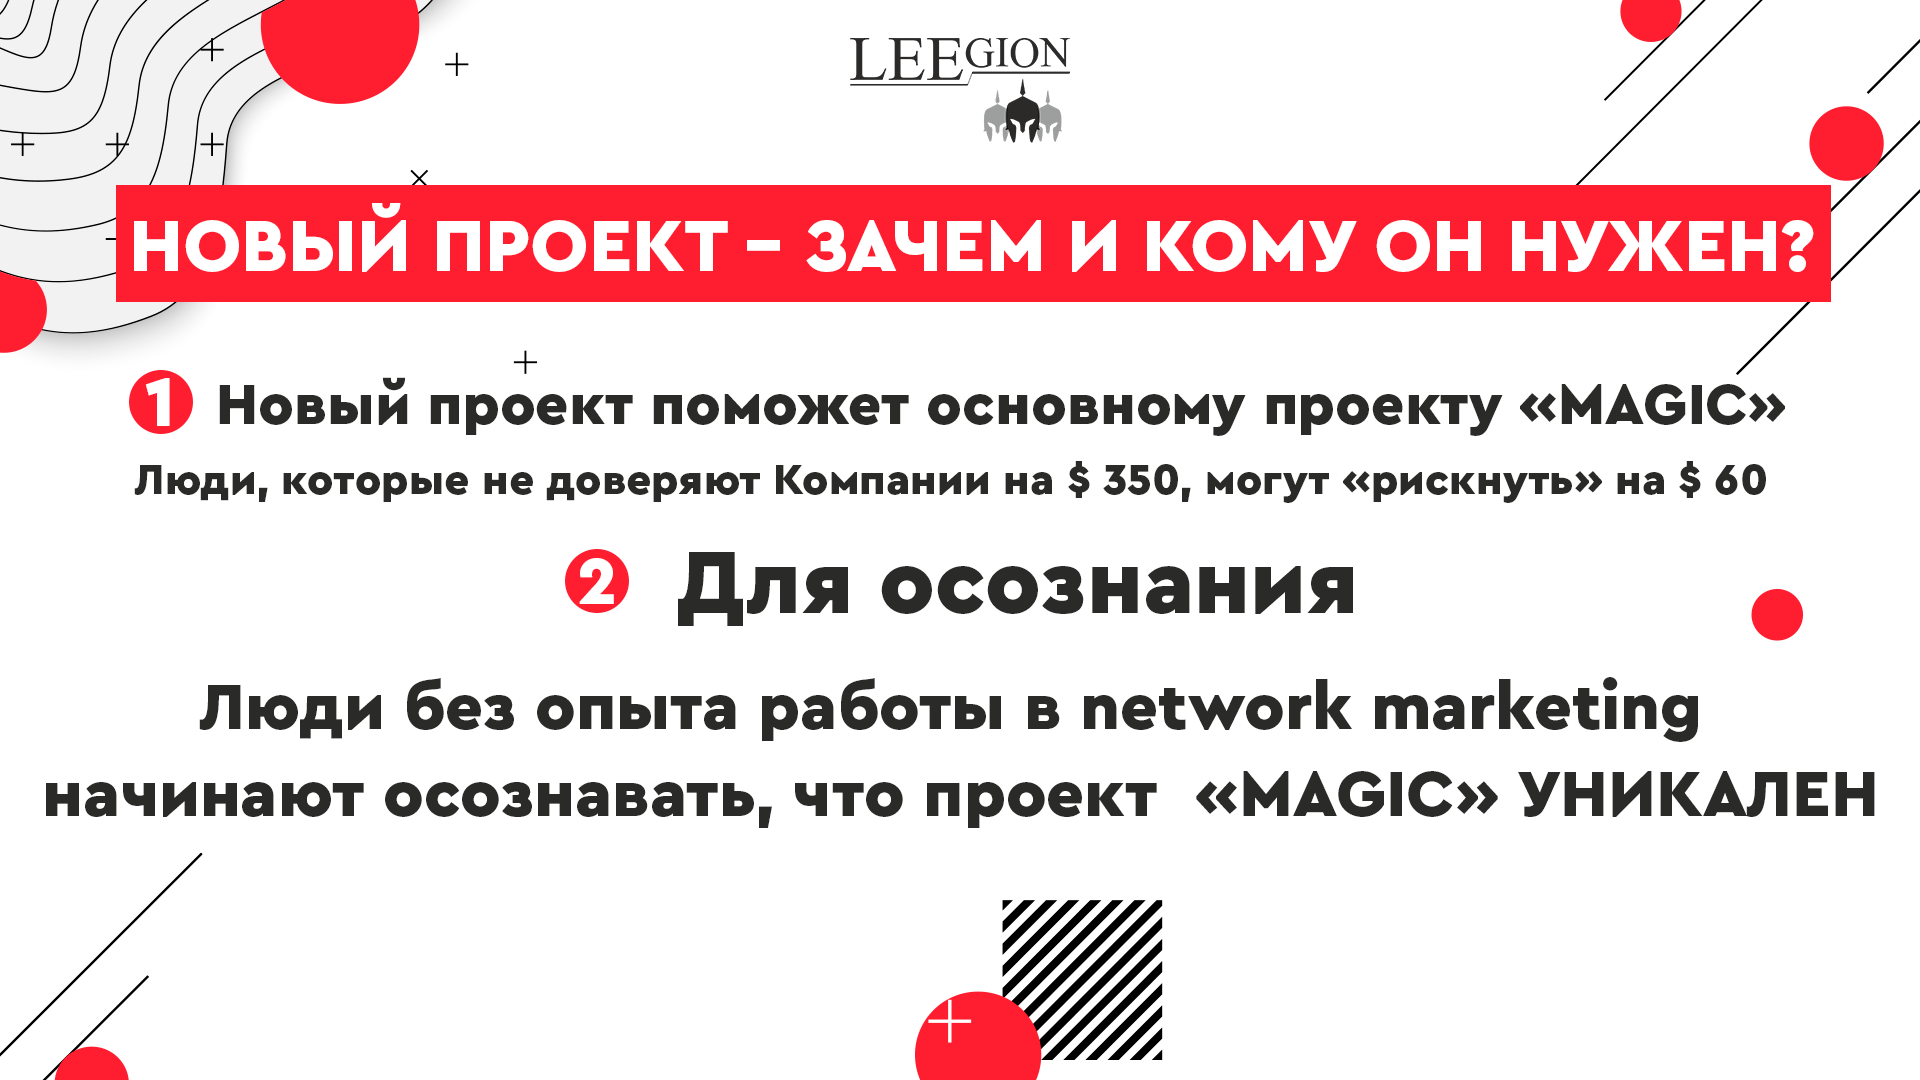 LEEGION
НОВЫЙ ПРОЕКТ – ЗАЧЕМ И КОМУ ОН НУЖЕН?
1 Новый проект поможет основному проекту «MAGIC»
Люди, которые не доверяют Компании на $ 350, могут «рискнуть» на $ 60
2 Для осознания
Люди без опыта работы в network marketing
начинают осознавать, что проект «MAGIC» УНИКАЛЕН